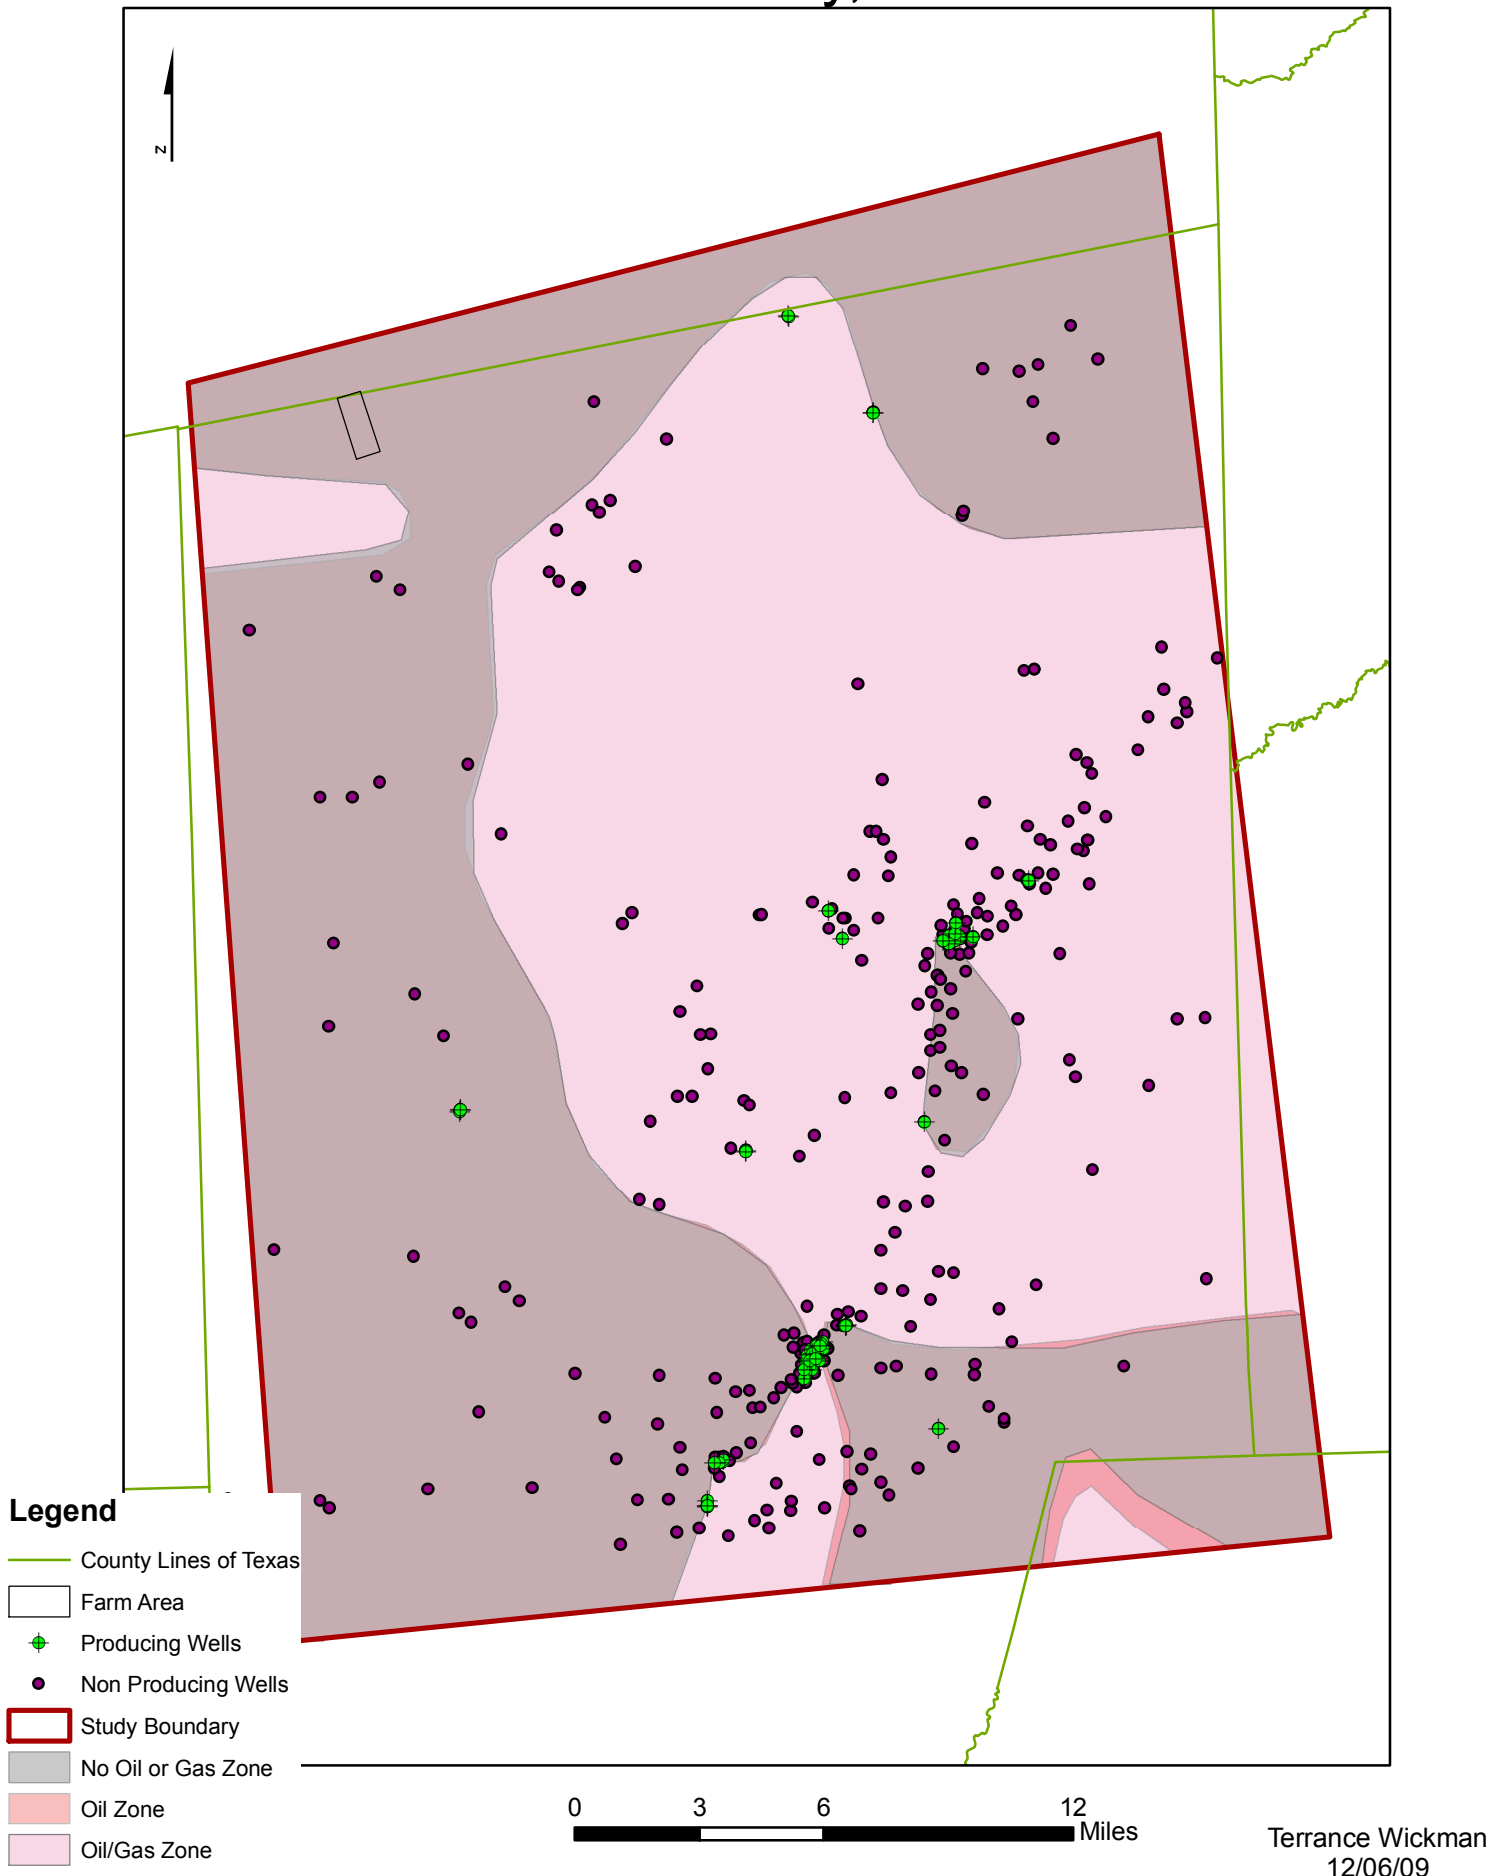 z
Legend
County Lines of Texas
Farm Area
Producing Wells
Non Producing Wells
Study Boundary
No Oil or Gas Zone
Oil Zone
Oil/Gas Zone
0 3 6 12
Miles
Terrance Wickman
12/06/09